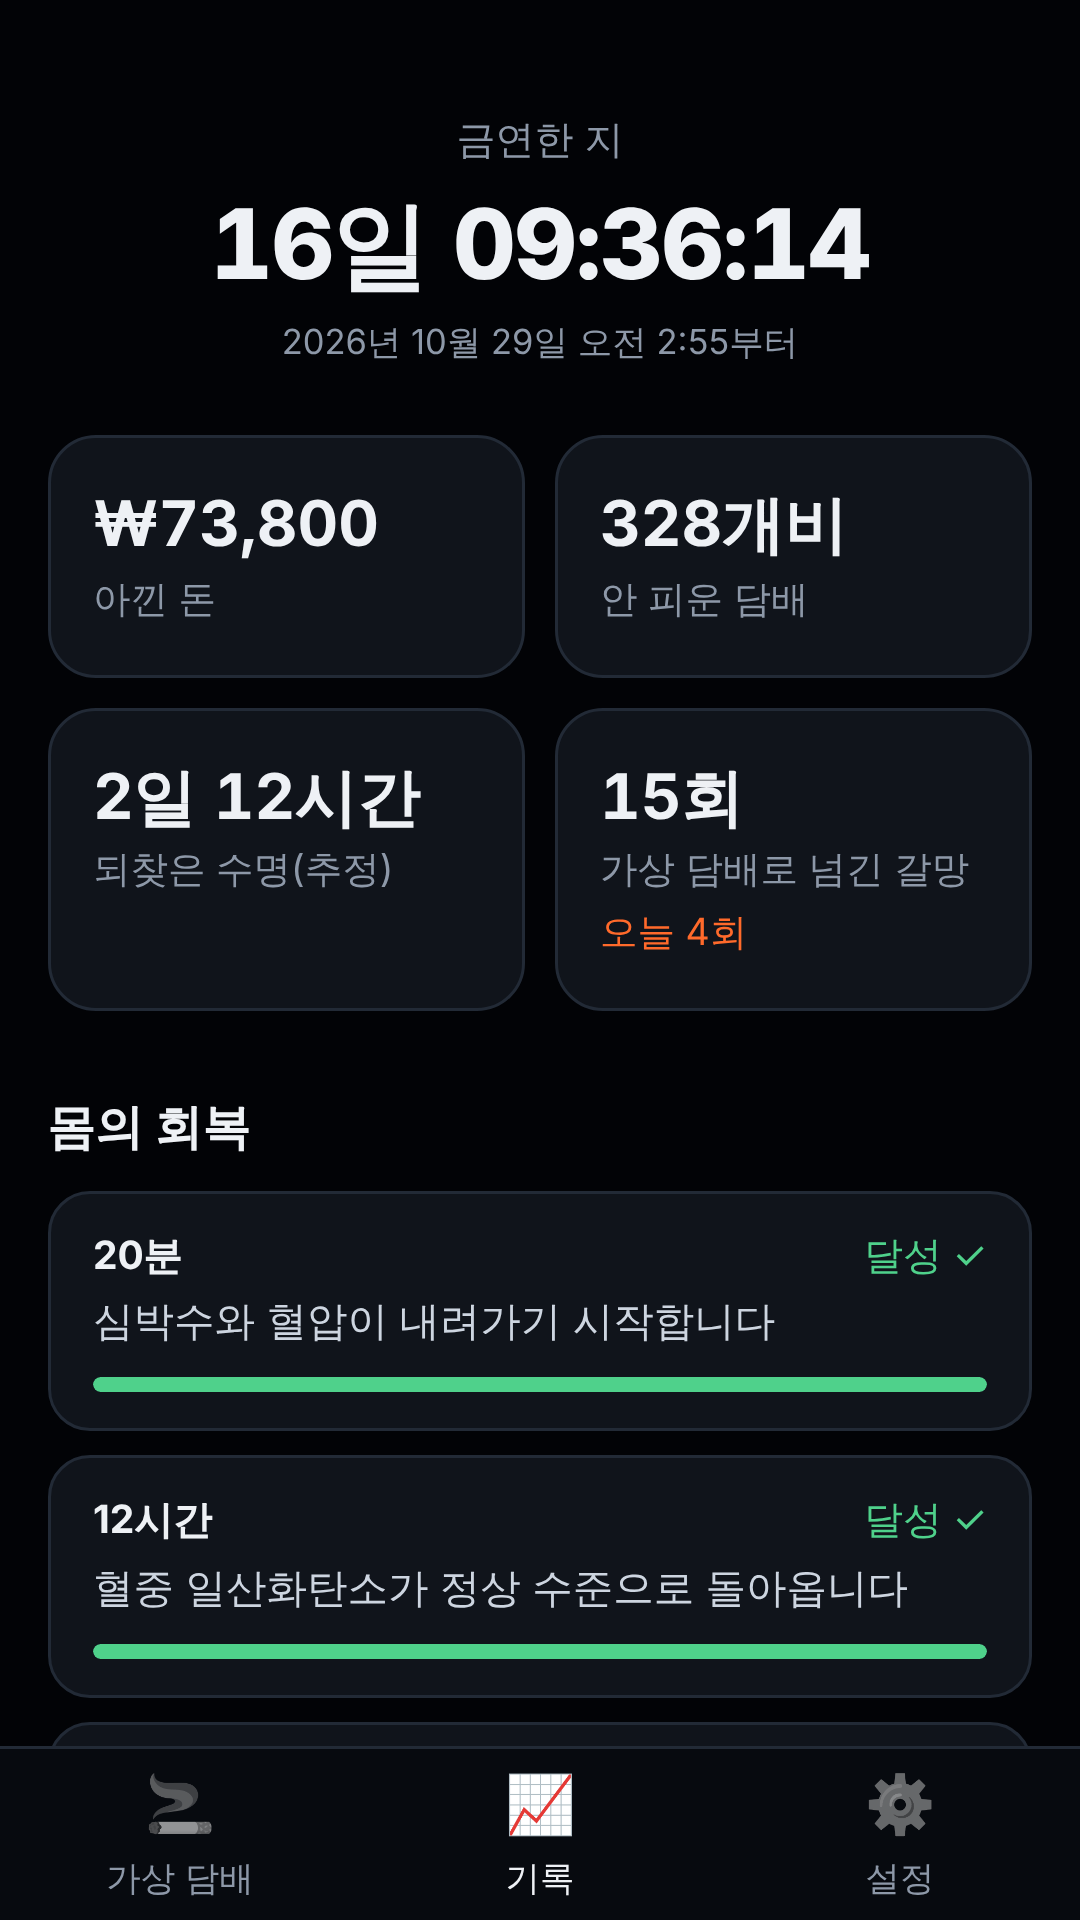 금연한 지
16일 09:36:14
2026년 10월 29일 오전 2:55부터
₩73,800
아낀 돈
328개비
안 피운 담배
2일 12시간
되찾은 수명(추정)
15회
가상 담배로 넘긴 갈망
오늘 4회
몸의 회복
20분
달성 ✓
심박수와 혈압이 내려가기 시작합니다
12시간
달성 ✓
혈중 일산화탄소가 정상 수준으로 돌아옵니다
가상 담배
기록
설정